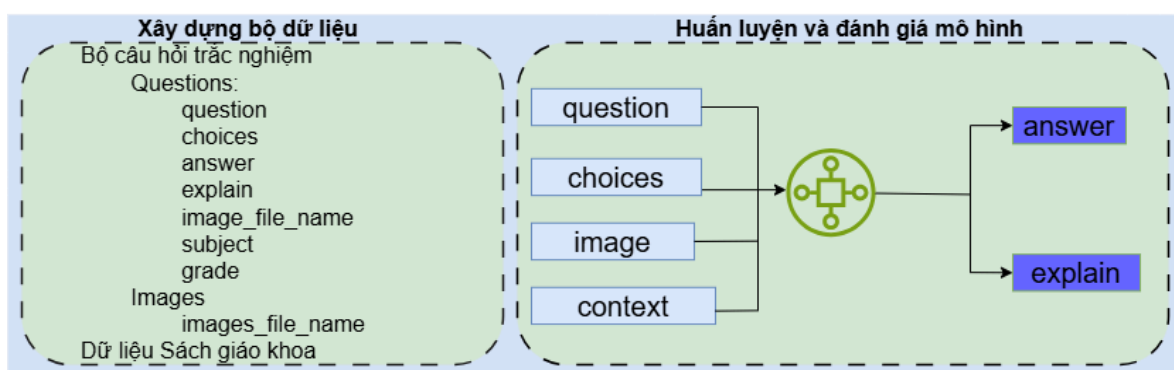 Xây dựng bộ dữ liệu
Bộ câu hỏi trắc nghiệm
Questions:
question
choices
answer
explain
image_file_name
subject
grade
Images
images_file_name
Dữ liệu Sách giáo khoa
Huấn luyện và đánh giá mô hình
question
choices
image
context
answer
explain